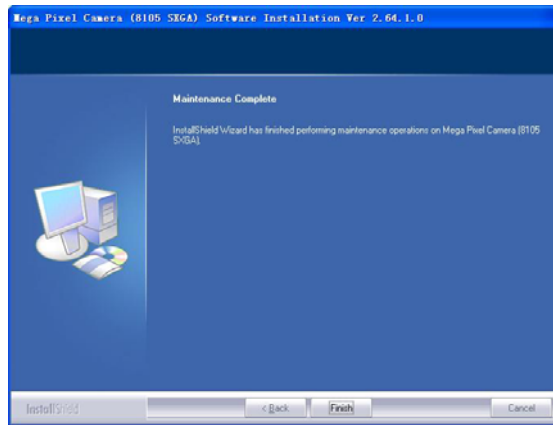 Mega Pixel Camera (8105 SXGA) Software Installation Ver 2.64.1.0
Maintenance Complete
InstallShield Wizard has finished performing maintenance operations on Mega Pixel Camera (8105
SXGA).
InstallShield
< Back
Finish
Cancel